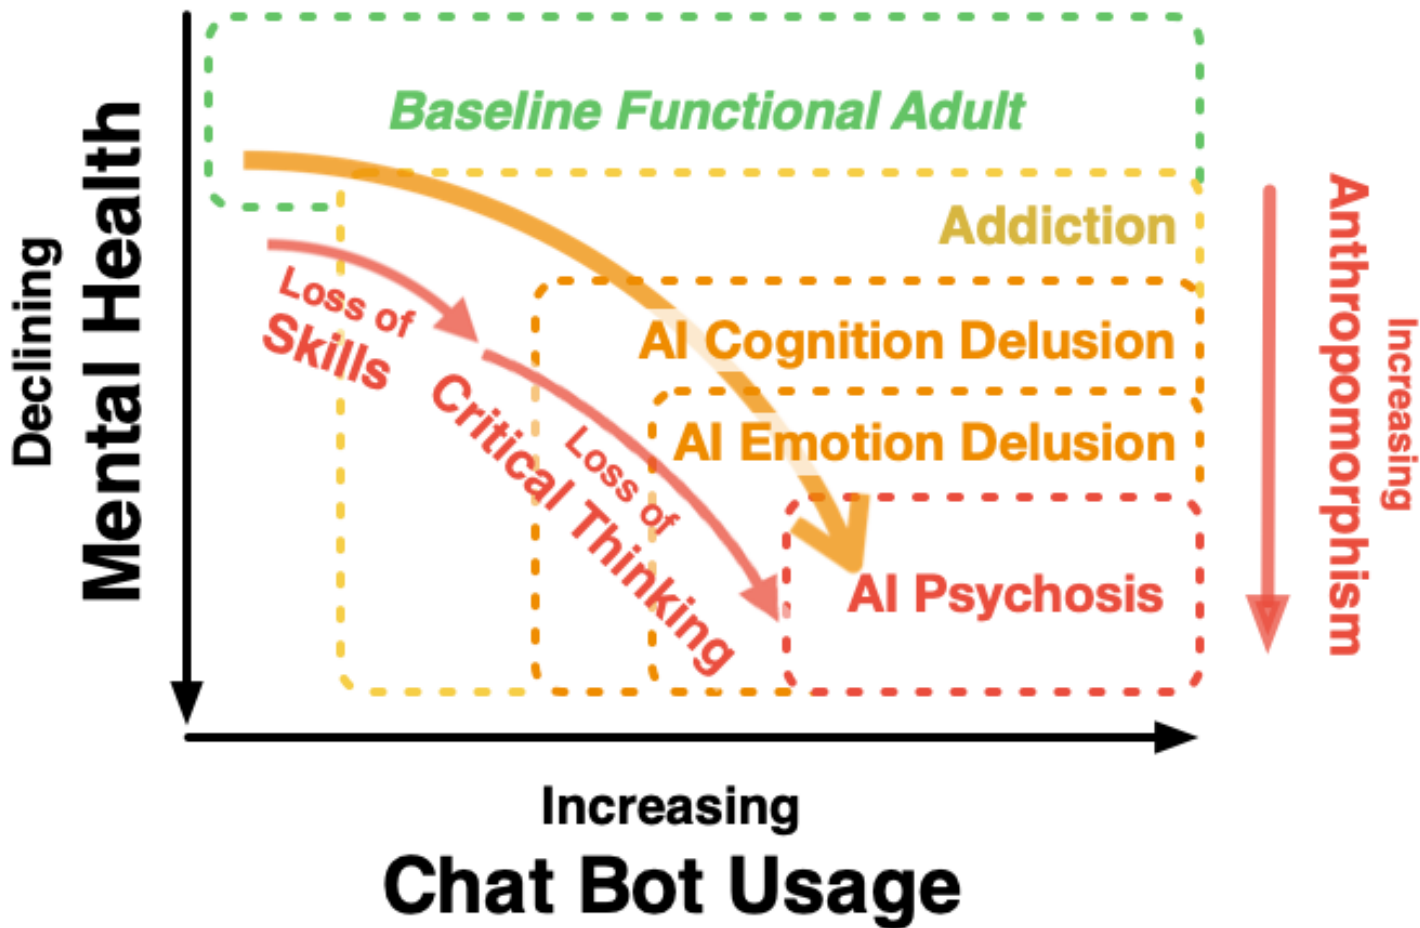 Baseline Functional Adult
Declining
Mental Health
Addiction
Loss of
Skills
AI Cognition Delusion
AI Emotion Delusion
Loss of
Critical Thinking
AI Psychosis
Increasing
Anthropomorphism
Increasing
Chat Bot Usage